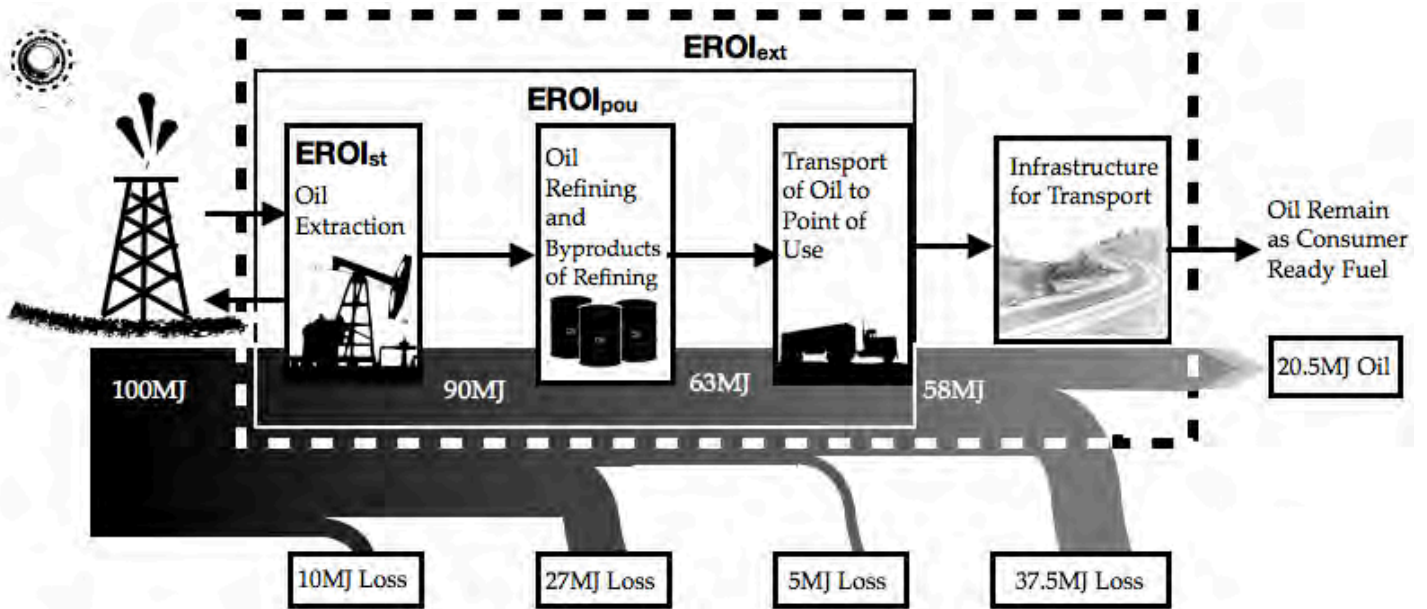 EROIext
EROIpou
EROIst
Oil
Extraction
Oil
Refining
and
Byproducts
of Refining
Transport
of Oil to
Point of
Use
Infrastructure
for Transport
Oil Remain
as Consumer
Ready Fuel
100MJ
90MJ
63MJ
58MJ
20.5MJ Oil
10MJ Loss
27MJ Loss
5MJ Loss
37.5MJ Loss